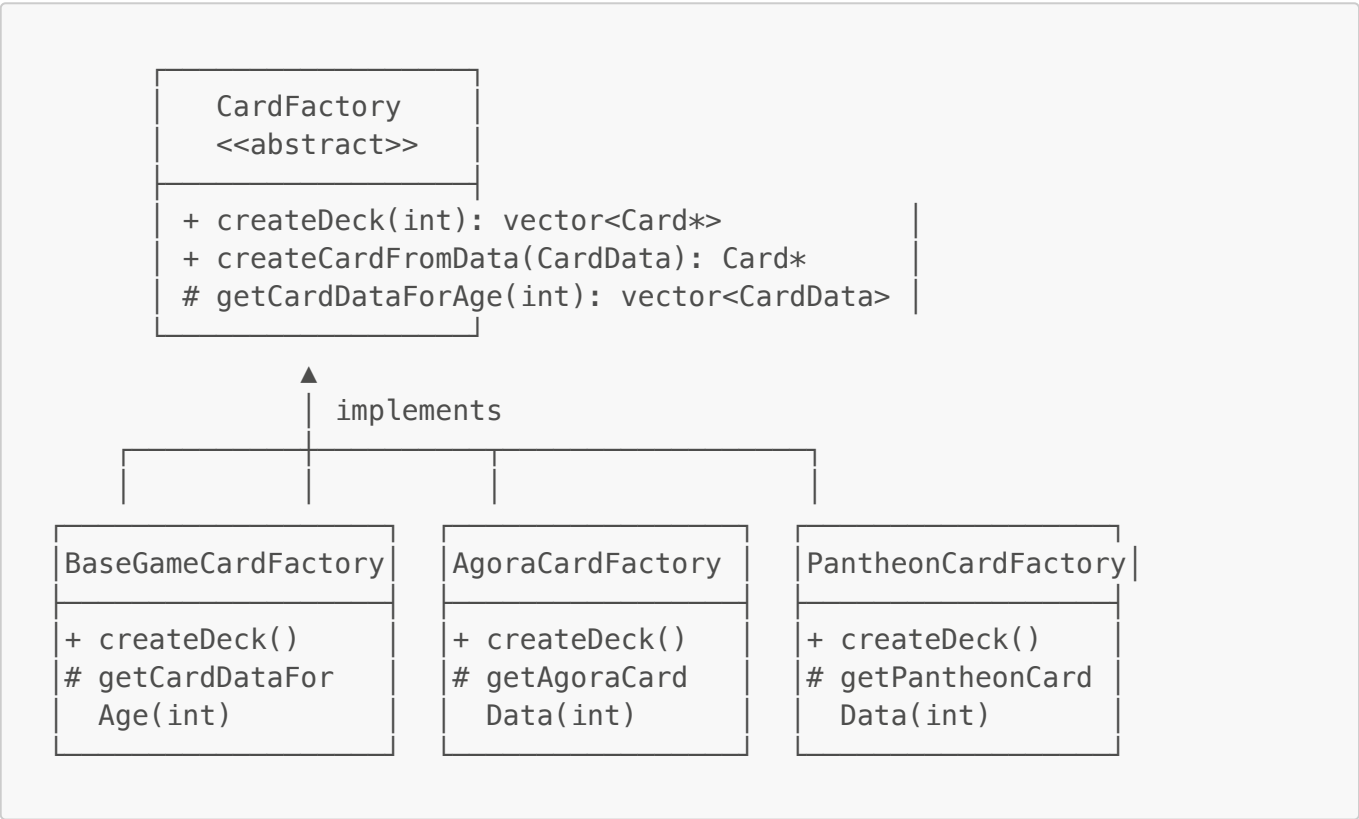 CardFactory
<<abstract>>
+ createDeck(int): vector<Card*>
+ createCardFromData(CardData): Card*
# getCardDataForAge(int): vector<CardData>
implements
BaseGameCardFactory
+ createDeck()
# getCardDataFor
Age(int)
AgoraCardFactory
+ createDeck()
# getAgoraCard
Data(int)
PantheonCardFactory
+ createDeck()
# getPantheonCard
Data(int)